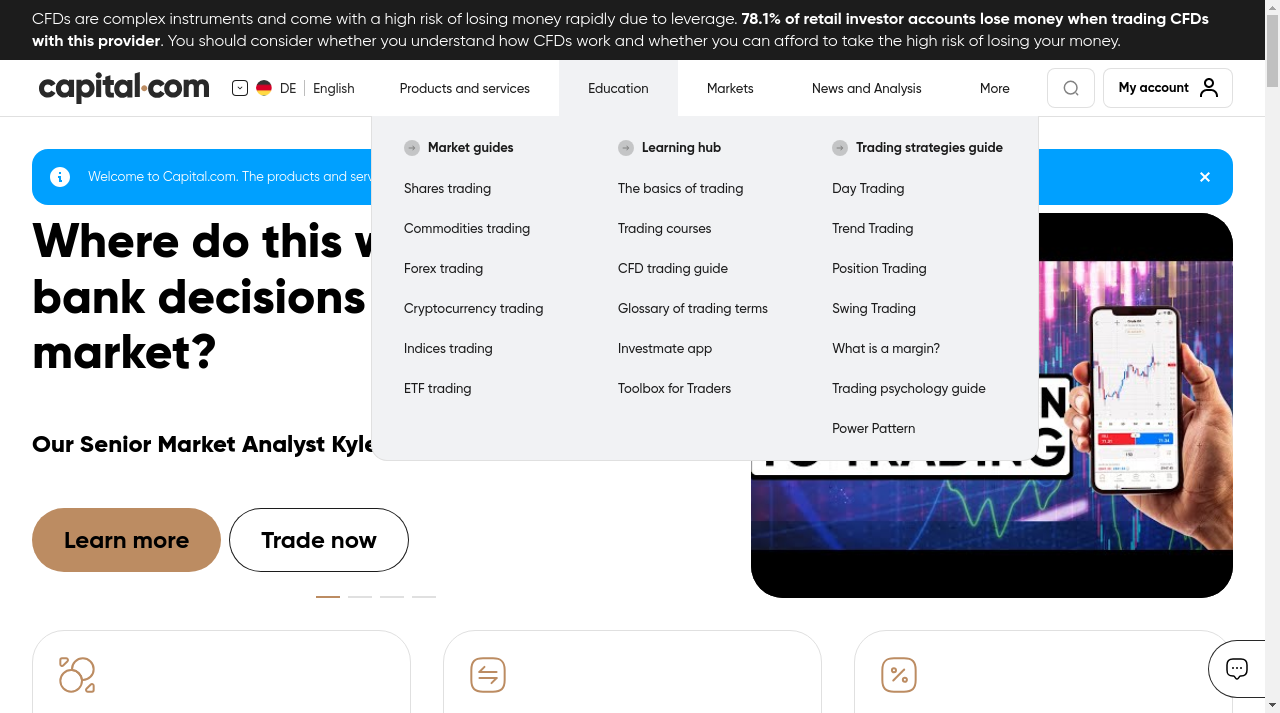 CFDs are complex instruments and come with a high risk of losing money rapidly due to leverage. 78.1% of retail investor accounts lose money when trading CFDs
with this provider. You should consider whether you understand how CFDs work and whether you can afford to take the high risk of losing your money.
capital.com
DE English
Products and services
Education
Markets
News and Analysis
More
My account
Welcome to Capital.com. The products and serv
Where do this w
bank decisions
market?
Our Senior Market Analyst Kyle
Learn more
Trade now
Market guides
Shares trading
Commodities trading
Forex trading
Cryptocurrency trading
Indices trading
ETF trading
Learning hub
The basics of trading
Trading courses
CFD trading guide
Glossary of trading terms
Investmate app
Toolbox for Traders
Trading strategies guide
Day Trading
Trend Trading
Position Trading
Swing Trading
What is a margin?
Trading psychology guide
Power Pattern
TO TRADING